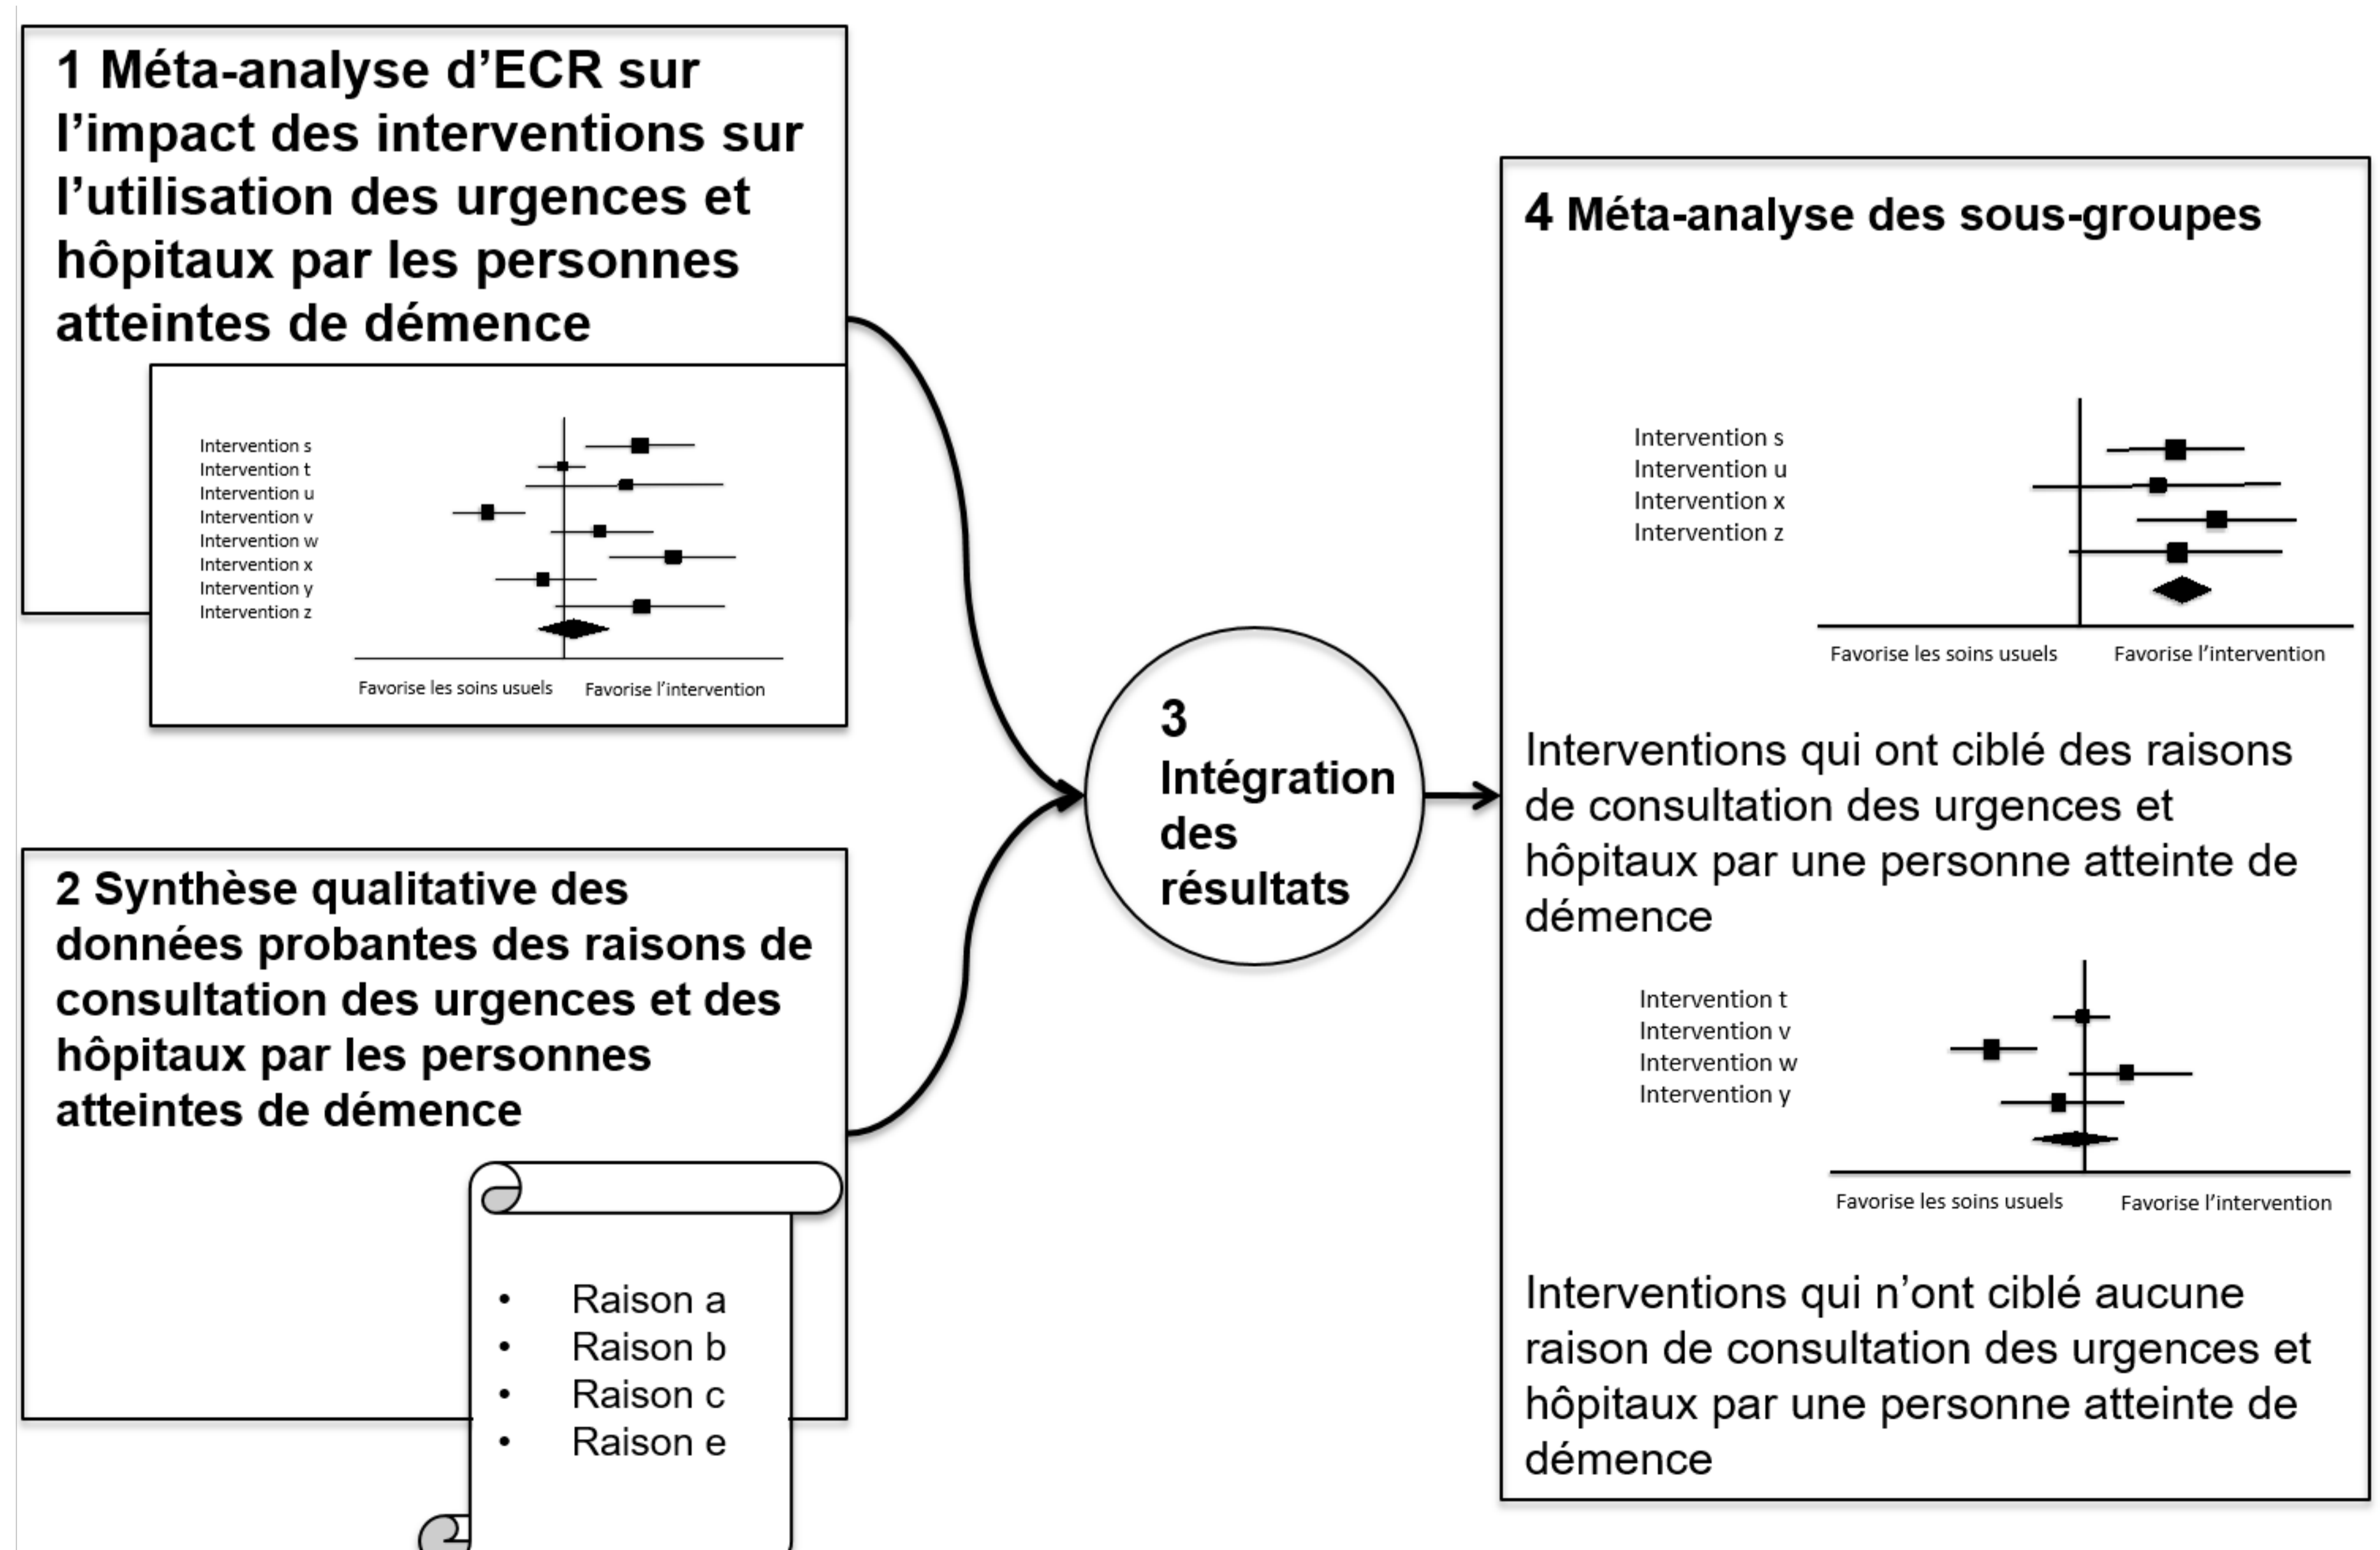 1 Méta-analyse d’ECR sur
l’impact des interventions sur
l’utilisation des urgences et
hôpitaux par les personnes
atteintes de démence
Intervention s
Intervention t
Intervention u
Intervention v
Intervention w
Intervention x
Intervention y
Intervention z
Favorise les soins usuels
Favorise l’intervention
2 Synthèse qualitative des
données probantes des raisons de
consultation des urgences et des
hôpitaux par les personnes
atteintes de démence
• Raison a
• Raison b
• Raison c
• Raison e
3
Intégration
des
résultats
4 Méta-analyse des sous-groupes
Intervention s
Intervention u
Intervention x
Intervention z
Favorise les soins usuels
Favorise l’intervention
Interventions qui ont ciblé des raisons
de consultation des urgences et
hôpitaux par une personne atteinte de
démence
Intervention t
Intervention v
Intervention w
Intervention y
Favorise les soins usuels
Favorise l’intervention
Interventions qui n’ont ciblé aucune
raison de consultation des urgences et
hôpitaux par une personne atteinte de
démence